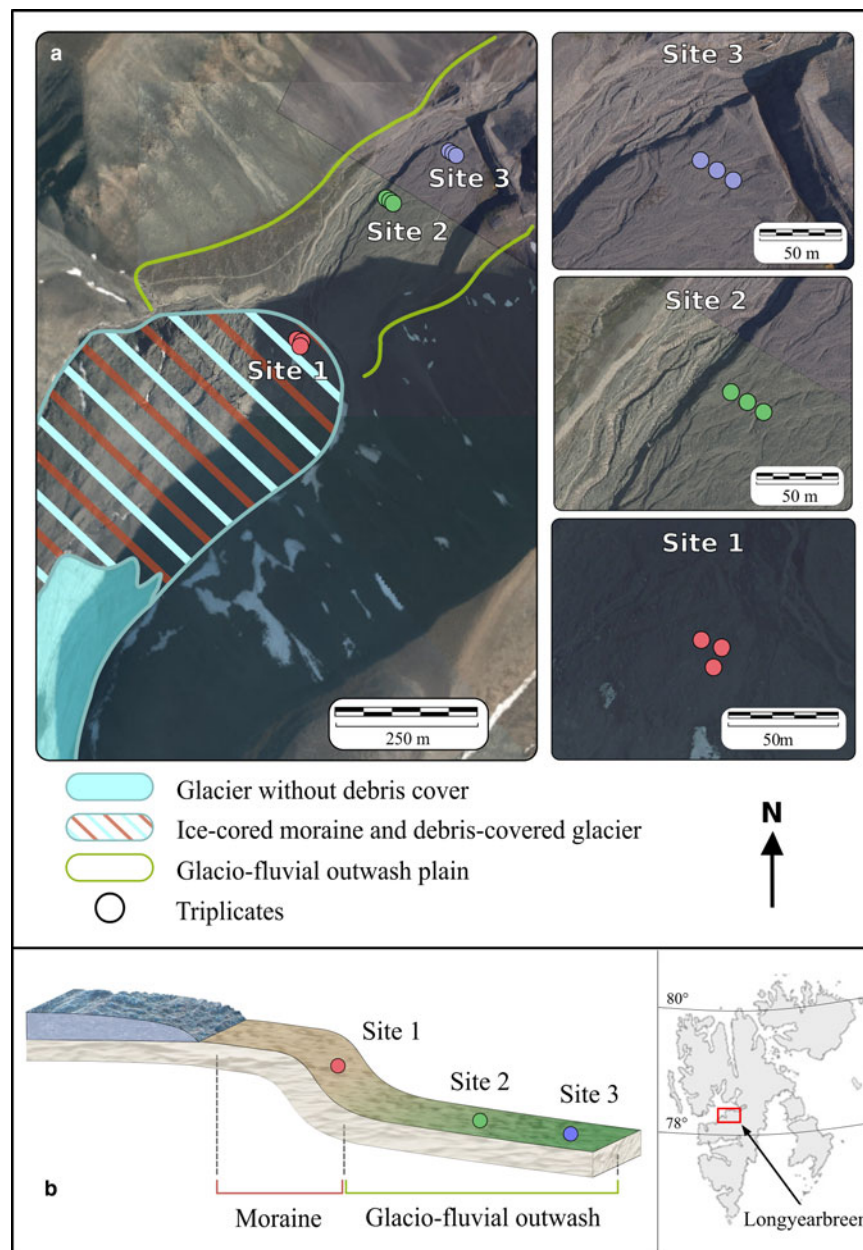 a
Site 3
Site 2
Site 1
250 m
Site 3
50 m
Site 2
50 m
Site 1
50m
Glacier without debris cover
Ice-cored moraine and debris-covered glacier
Glacio-fluvial outwash plain
Triplicates
N
Site 1
Site 2
Site 3
b
Moraine
Glacio-fluvial outwash
80°
78°
Longyearbreen